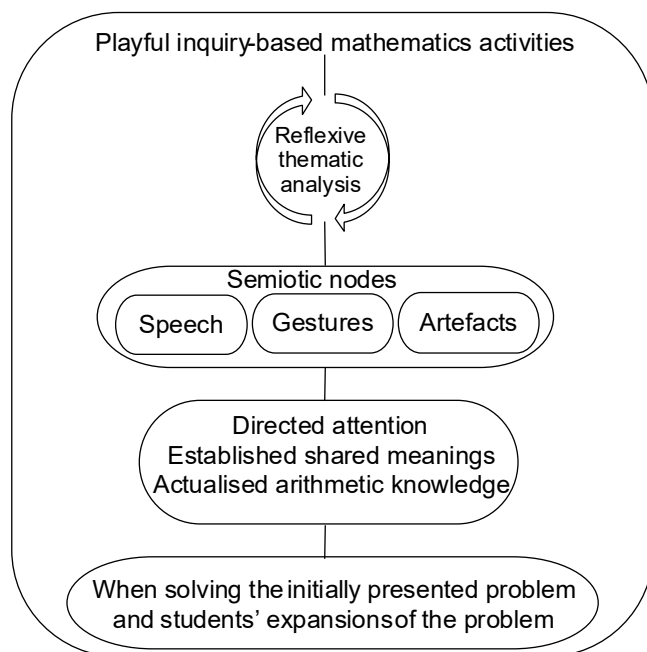 Playful inquiry-based mathematics activities
Reflexive
thematic
analysis
Semiotic nodes
Speech
Gestures
Artefacts
Directed attention
Established shared meanings
Actualised arithmetic knowledge
When solving the initially presented problem
and students’ expansions of the problem